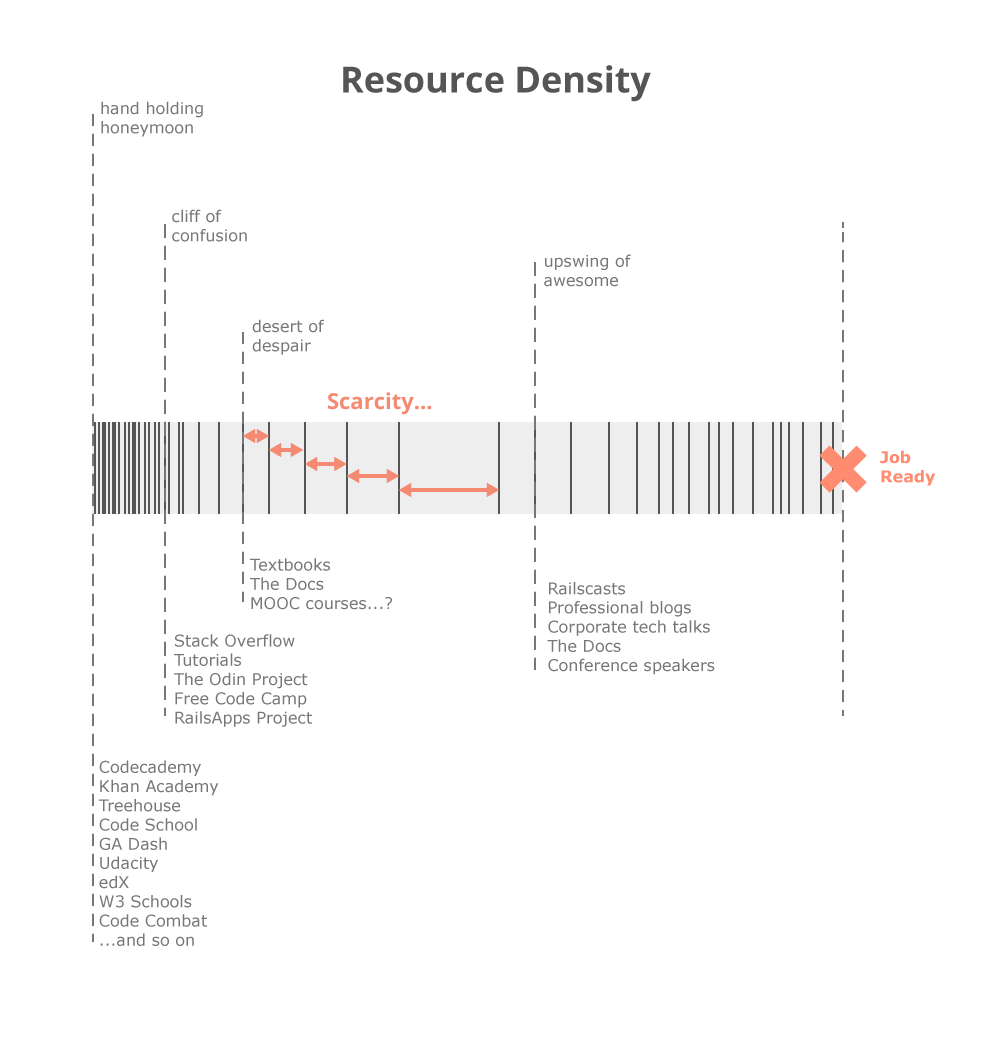 Resource Density
hand holding
honeymoon
cliff of
confusion
upswing of
awesome
desert of
despair
Scarcity...
Job
Ready
Textbooks
The Docs
MOOC courses...?
Railscasts
Professional blogs
Corporate tech talks
The Docs
Conference speakers
Stack Overflow
Tutorials
The Odin Project
Free Code Camp
RailsApps Project
Codecademy
Khan Academy
Treehouse
Code School
GA Dash
Udacity
edX
W3 Schools
Code Combat
...and so on